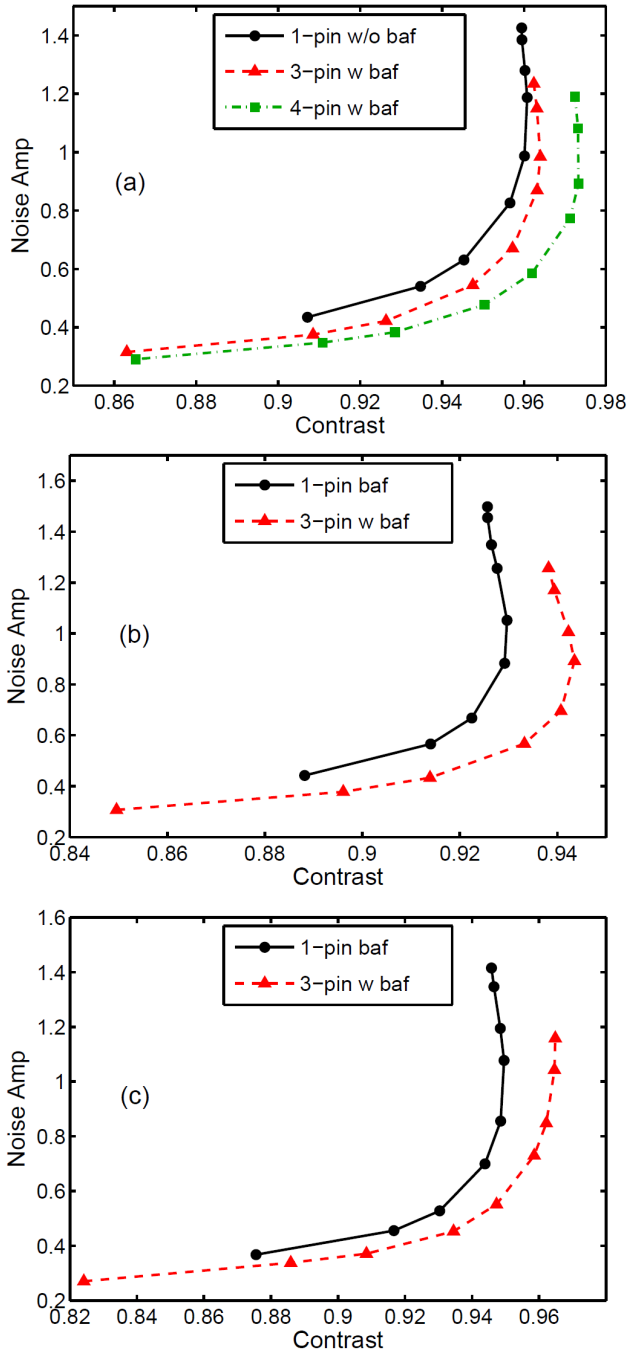 1.4
1.2
1
0.8
0.6
0.4
0.2
Noise Amp
1-pin w/o baf
3-pin w baf
4-pin w baf
(a)
0.86 0.88 0.9 0.92 0.94 0.96 0.98
Contrast
1.6
1.4
1.2
1
0.8
0.6
0.4
0.2
Noise Amp
1-pin baf
3-pin w baf
(b)
0.84 0.86 0.88 0.9 0.92 0.94
Contrast
1.6
1.4
1.2
1
0.8
0.6
0.4
0.2
Noise Amp
1-pin baf
3-pin w baf
(c)
0.82 0.84 0.86 0.88 0.9 0.92 0.94 0.96
Contrast